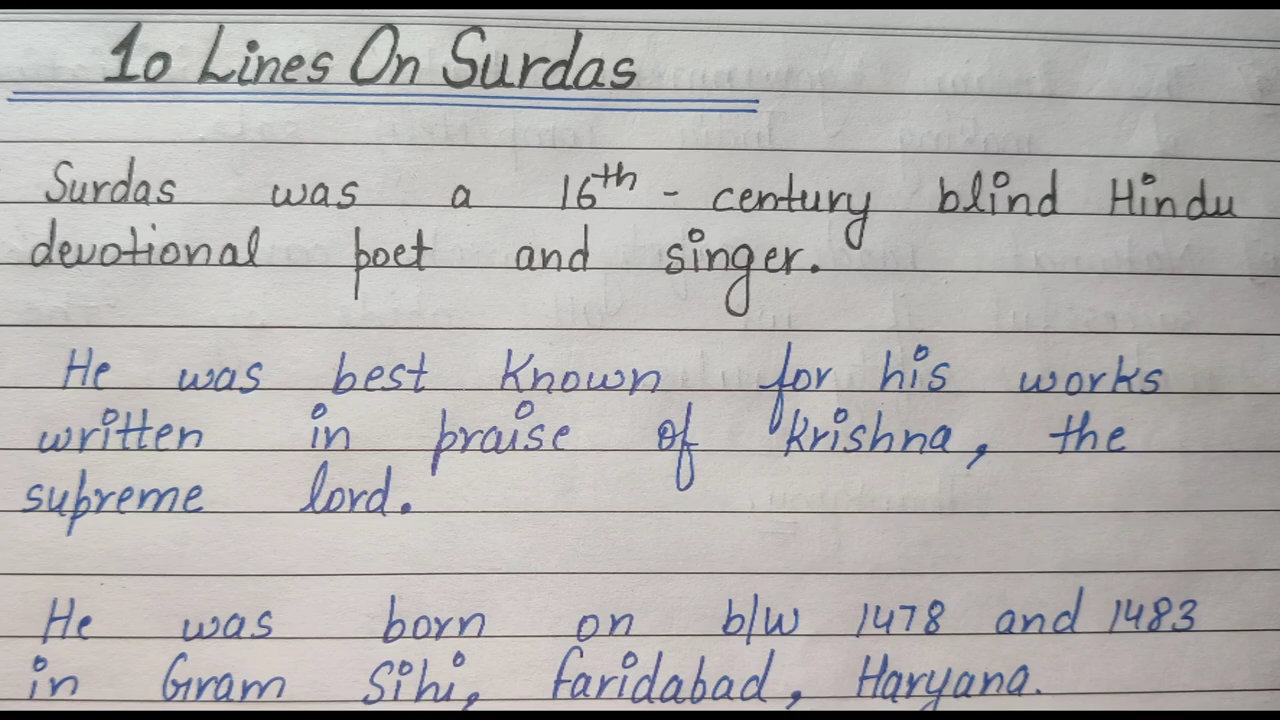 10 Lines On Surdas
Surdas was a 16th - century blind Hindu
devotional poet and singer.
He was best Known for his works
written in praise of Krishna, the
supreme lord.
He was born on b/w 1478 and 1483
in Gram Sihi, Faridabad, Haryana.